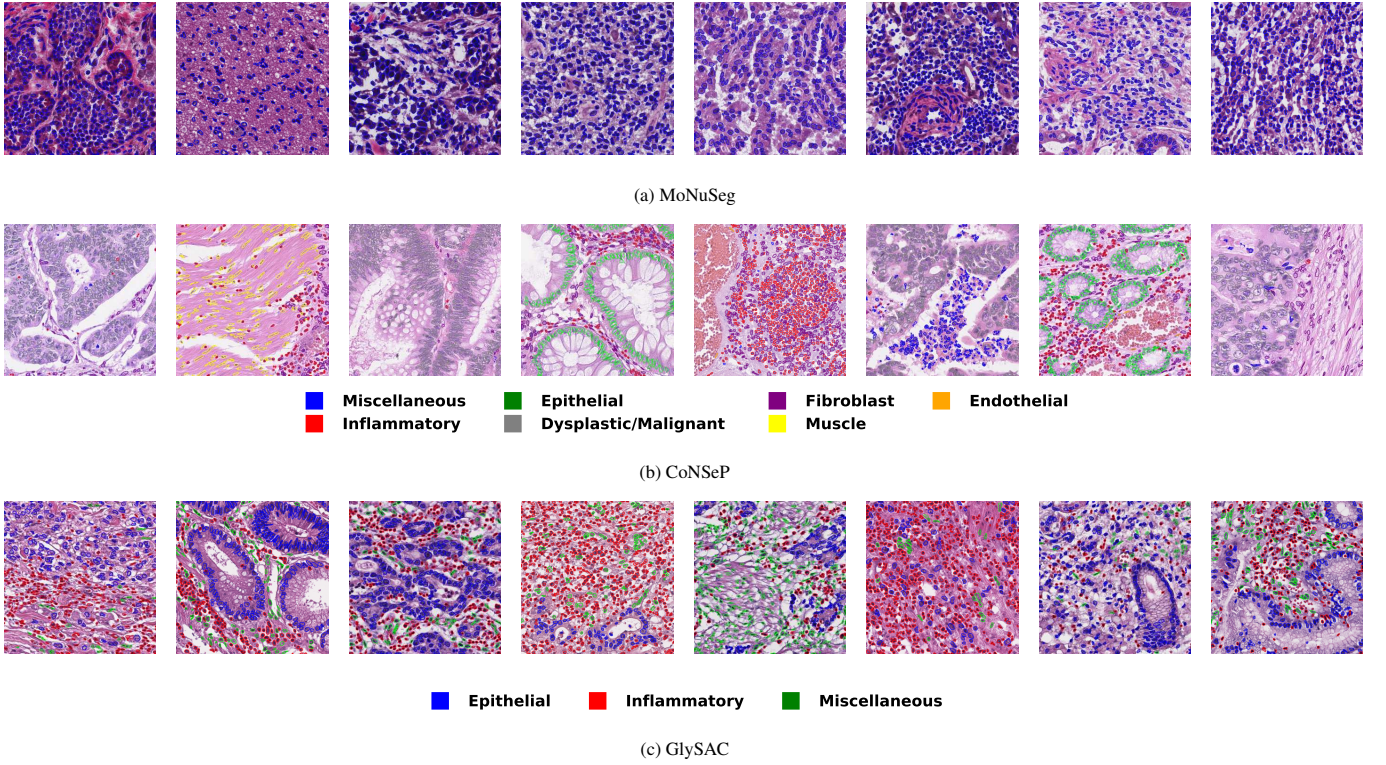 (a) MoNuSeg
Miscellaneous Epithelial Fibroblast Endothelial
Inflammatory Dysplastic/Malignant Muscle
(b) CoNSeP
Epithelial Inflammatory Miscellaneous
(c) GlySAC